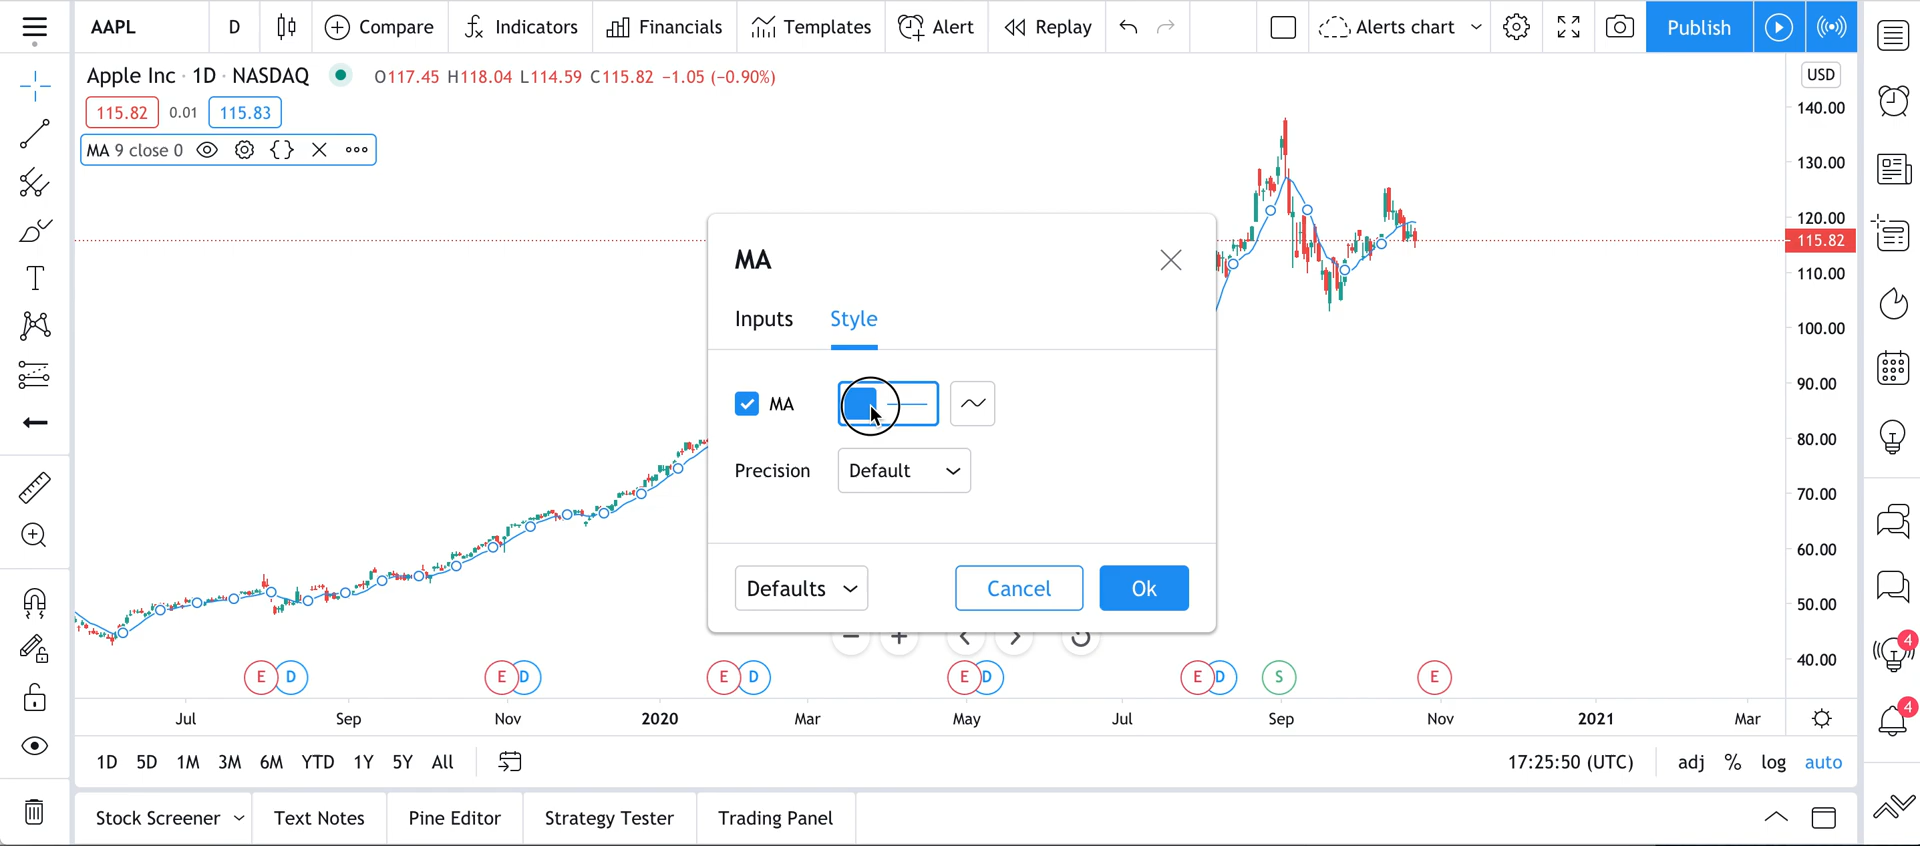 AAPL D Compare Indicators Financials Templates Alert Replay Alerts chart Publish
Apple Inc · 1D · NASDAQ O117.45 H118.04 L114.59 C115.82 −1.05 (−0.90%) USD
115.82 0.01 115.83
MA 9 close 0
140.00
130.00
120.00
115.82
110.00
100.00
90.00
80.00
70.00
60.00
50.00
40.00
MA
Inputs Style
MA
Precision Default
Defaults Cancel Ok
E D E D E D E D E D S E
Jul Sep Nov 2020 Mar May Jul Sep Nov 2021 Mar
1D 5D 1M 3M 6M YTD 1Y 5Y All 17:25:50 (UTC) adj % log auto
Stock Screener Text Notes Pine Editor Strategy Tester Trading Panel
4
4